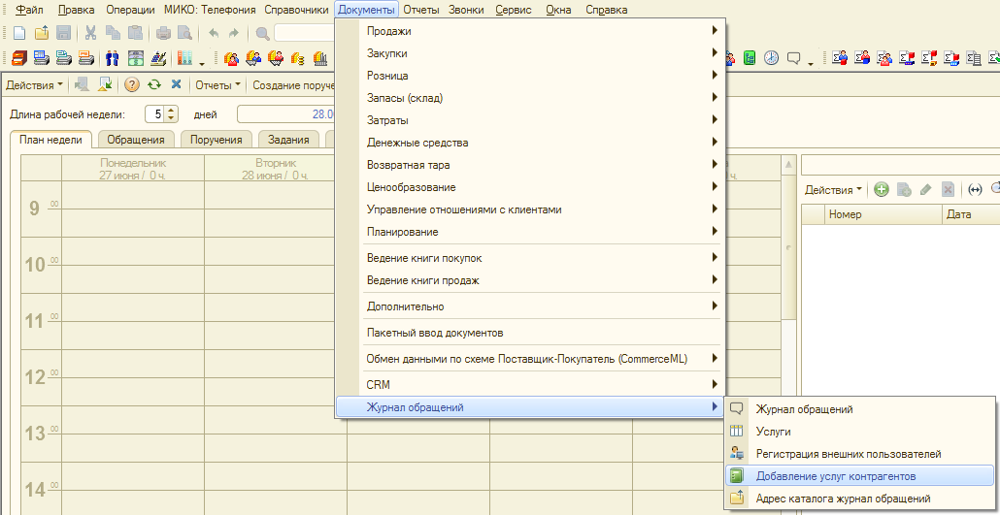 Файл Правка Операции МИКО: Телефония Справочники Документы Отчеты Звонки Сервис Окна Справка
Действия Отчеты Создание поруче
Длина рабочей недели: 5 дней 28.0
План недели Обращения Поручения Задания
Понедельник
27 июня / 0 ч.
Вторник
28 июня / 0 ч.
ч.
9 00
10 00
11 00
12 00
13 00
14 00
Продажи
Закупки
Розница
Запасы (склад)
Затраты
Денежные средства
Возвратная тара
Ценообразование
Управление отношениями с клиентами
Планирование
Ведение книги покупок
Ведение книги продаж
Дополнительно
Пакетный ввод документов
Обмен данными по схеме Поставщик-Покупатель (CommerceML)
CRM
Журнал обращений
Журнал обращений
Услуги
Регистрация внешних пользователей
Добавление услуг контрагентов
Адрес каталога журнал обращений
Действия
Номер Дата